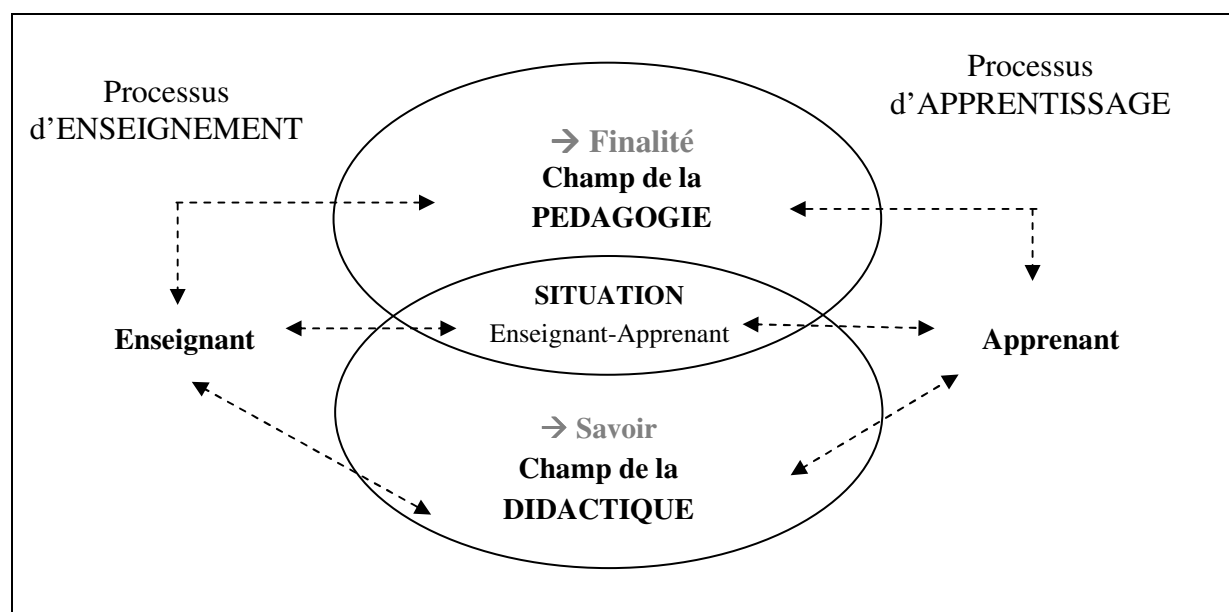 Processus
d’ENSEIGNEMENT
Processus
d’APPRENTISSAGE
→ Finalité
Champ de la
PEDAGOGIE
SITUATION
Enseignant-Apprenant
Enseignant
Apprenant
→ Savoir
Champ de la
DIDACTIQUE